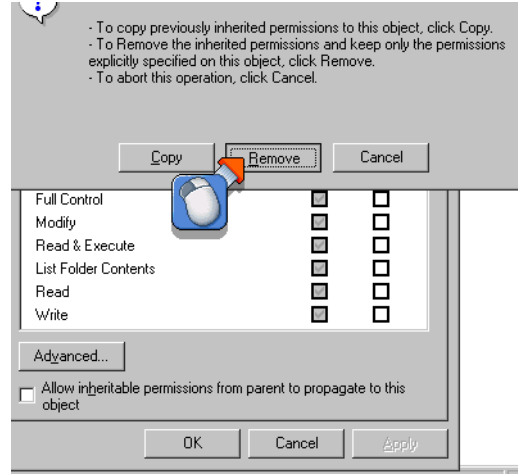 - To copy previously inherited permissions to this object, click Copy.
- To Remove the inherited permissions and keep only the permissions
explicitly specified on this object, click Remove.
- To abort this operation, click Cancel.
Copy Remove Cancel
Full Control
Modify
Read & Execute
List Folder Contents
Read
Write
Advanced...
Allow inheritable permissions from parent to propagate to this
object
OK Cancel Apply